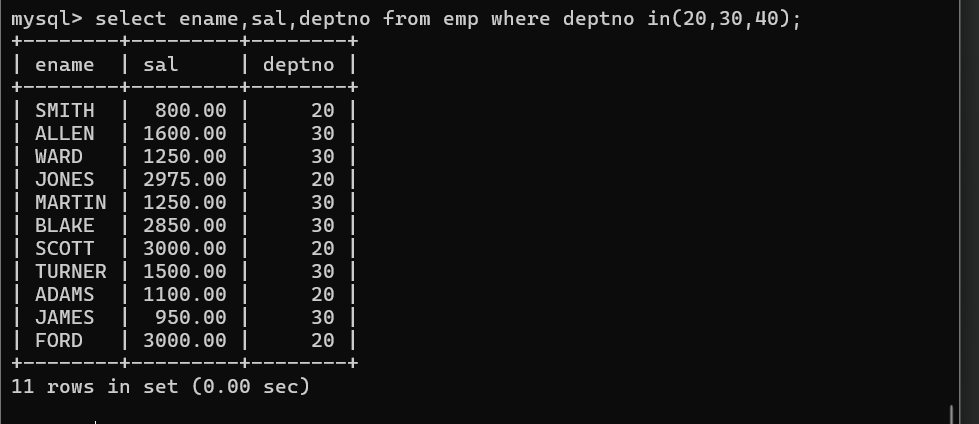 mysql> select ename,sal,deptno from emp where deptno in(20,30,40);
+--------+---------+--------+
| ename  | sal     | deptno |
+--------+---------+--------+
| SMITH  |  800.00 |     20 |
| ALLEN  | 1600.00 |     30 |
| WARD   | 1250.00 |     30 |
| JONES  | 2975.00 |     20 |
| MARTIN | 1250.00 |     30 |
| BLAKE  | 2850.00 |     30 |
| SCOTT  | 3000.00 |     20 |
| TURNER | 1500.00 |     30 |
| ADAMS  | 1100.00 |     20 |
| JAMES  |  950.00 |     30 |
| FORD   | 3000.00 |     20 |
+--------+---------+--------+
11 rows in set (0.00 sec)